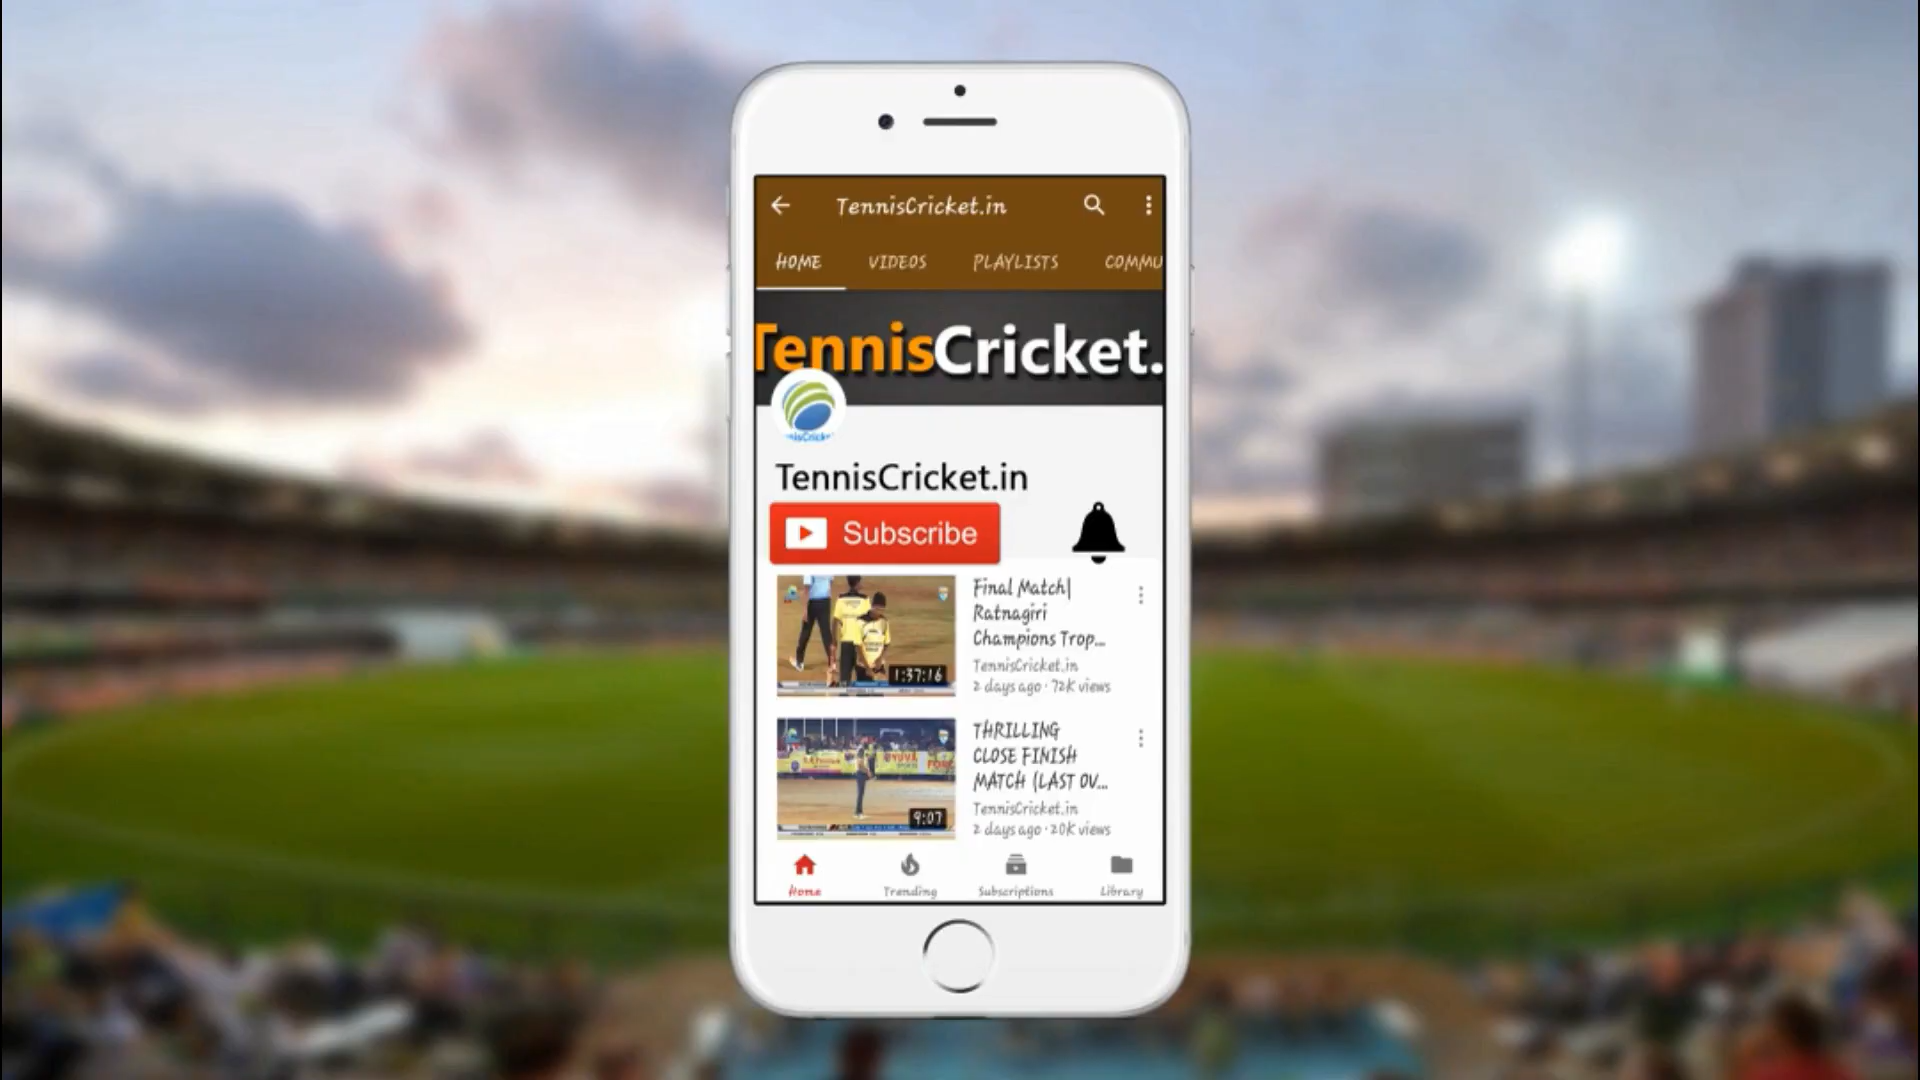 TennisCricket.in
HOME VIDEOS PLAYLISTS COMMU
TennisCricket.
TennisCricket.in
Subscribe
Final Match|
Ratnagiri
Champions Trop...
TennisCricket.in
2 days ago · 72K views
1:37:16
THRILLING
CLOSE FINISH
MATCH (LAST OV...
TennisCricket.in
2 days ago · 20K views
9:07
Home Trending Subscriptions Library